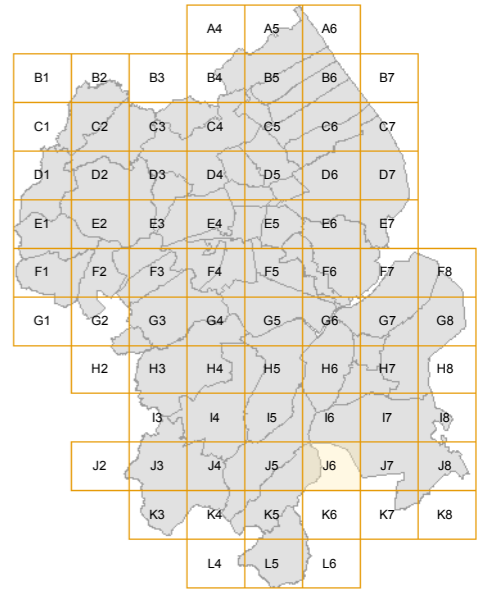 A4 A5 A6
B1 B2 B3 B4 B5 B6 B7
C1 C2 C3 C4 C5 C6 C7
D1 D2 D3 D4 D5 D6 D7
E1 E2 E3 E4 E5 E6 E7
F1 F2 F3 F4 F5 F6 F7 F8
G1 G2 G3 G4 G5 G6 G7 G8
H2 H3 H4 H5 H6 H7 H8
I3 I4 I5 I6 I7 I8
J2 J3 J4 J5 J6 J7 J8
K3 K4 K5 K6 K7 K8
L4 L5 L6